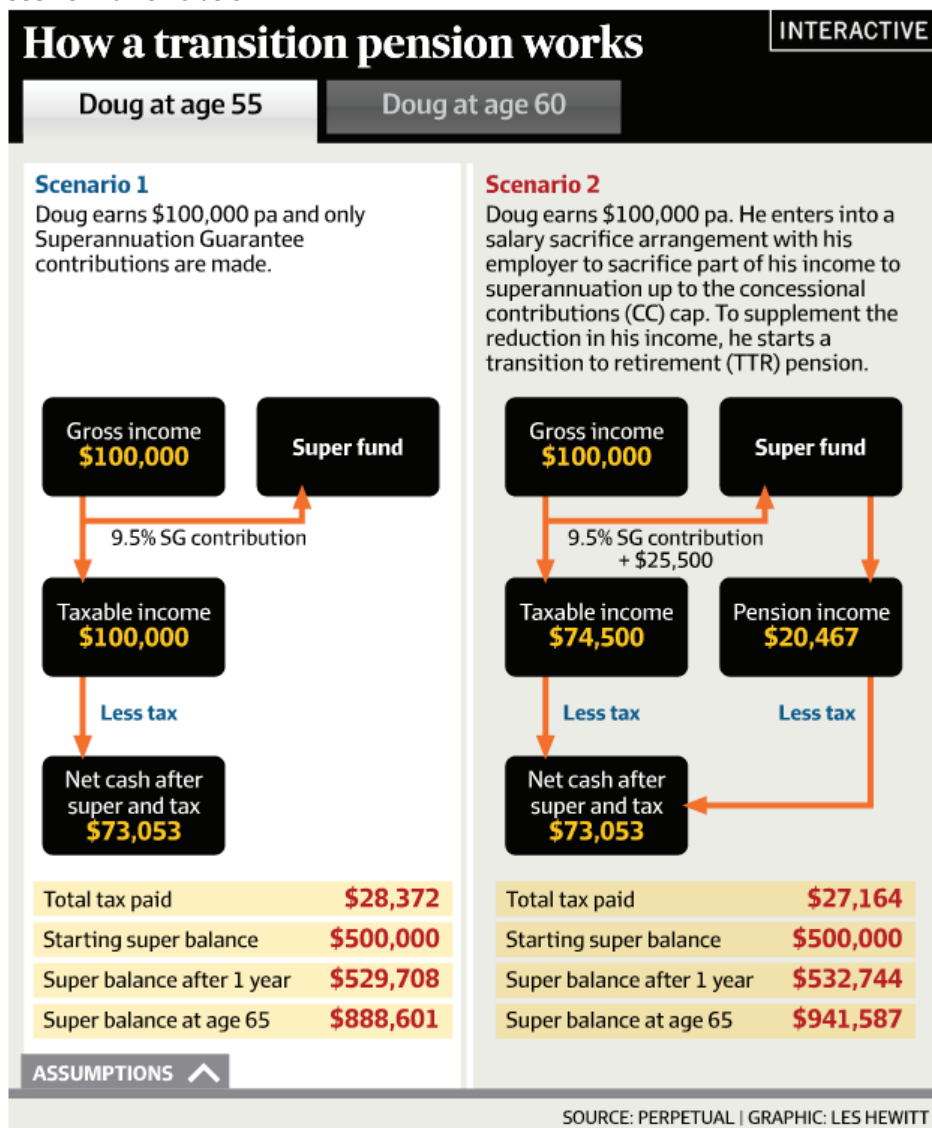 How a transition pension works
INTERACTIVE
Doug at age 55
Doug at age 60
Scenario 1
Doug earns $100,000 pa and only
Superannuation Guarantee
contributions are made.
Gross income
$100,000
Super fund
9.5% SG contribution
Taxable income
$100,000
Less tax
Net cash after
super and tax
$73,053
Total tax paid $28,372
Starting super balance $500,000
Super balance after 1 year $529,708
Super balance at age 65 $888,601
Scenario 2
Doug earns $100,000 pa. He enters into a
salary sacrifice arrangement with his
employer to sacrifice part of his income to
superannuation up to the concessional
contributions (CC) cap. To supplement the
reduction in his income, he starts a
transition to retirement (TTR) pension.
Gross income
$100,000
Super fund
9.5% SG contribution
+ $25,500
Taxable income
$74,500
Pension income
$20,467
Less tax
Less tax
Net cash after
super and tax
$73,053
Total tax paid $27,164
Starting super balance $500,000
Super balance after 1 year $532,744
Super balance at age 65 $941,587
ASSUMPTIONS
SOURCE: PERPETUAL | GRAPHIC: LES HEWITT